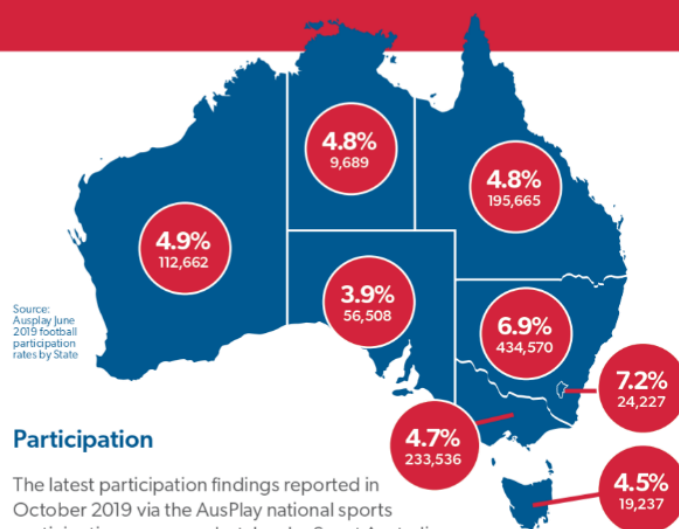 4.8%
9,689
4.8%
195,665
4.9%
112,662
3.9%
56,508
6.9%
434,570
Source:
Ausplay June
2019 football
participation
rates by State
7.2%
24,227
4.7%
233,536
4.5%
19,237
Participation
The latest participation findings reported in
October 2019 via the AusPlay national sports